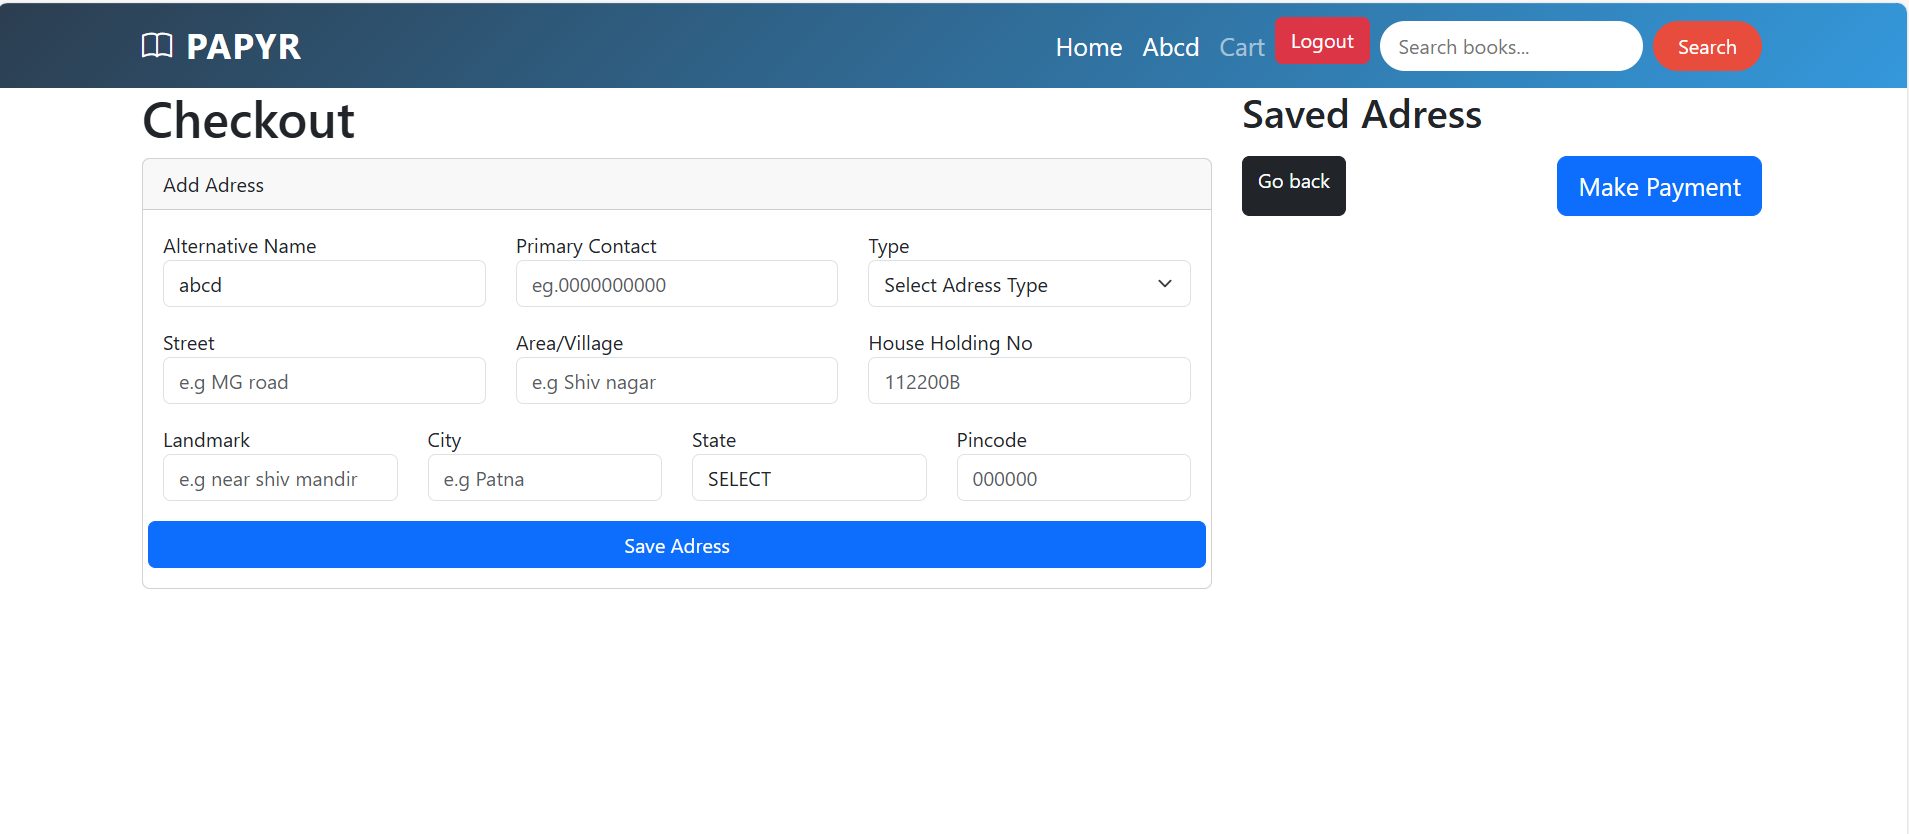 PAPYR
Home Abcd Cart Logout Search books... Search
Checkout
Add Adress
Alternative Name Primary Contact Type
abcd eg.0000000000 Select Adress Type
Street Area/Village House Holding No
e.g MG road e.g Shiv nagar 112200B
Landmark City State Pincode
e.g near shiv mandir e.g Patna SELECT 000000
Save Adress
Saved Adress
Go back Make Payment